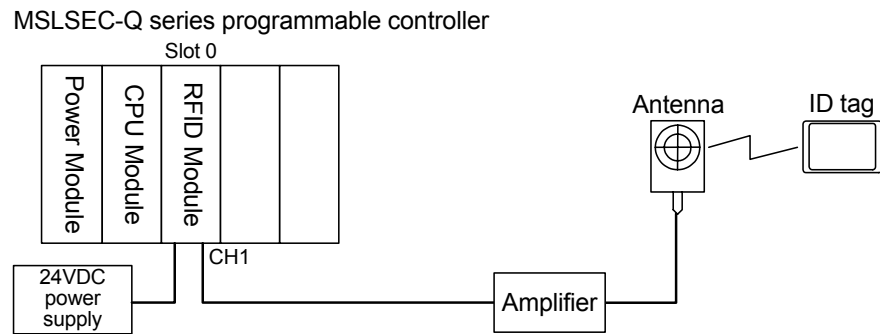 MSLSEC-Q series programmable controller
Slot 0
Power Module
CPU Module
RFID Module
Antenna
ID tag
CH1
24VDC
power
supply
Amplifier